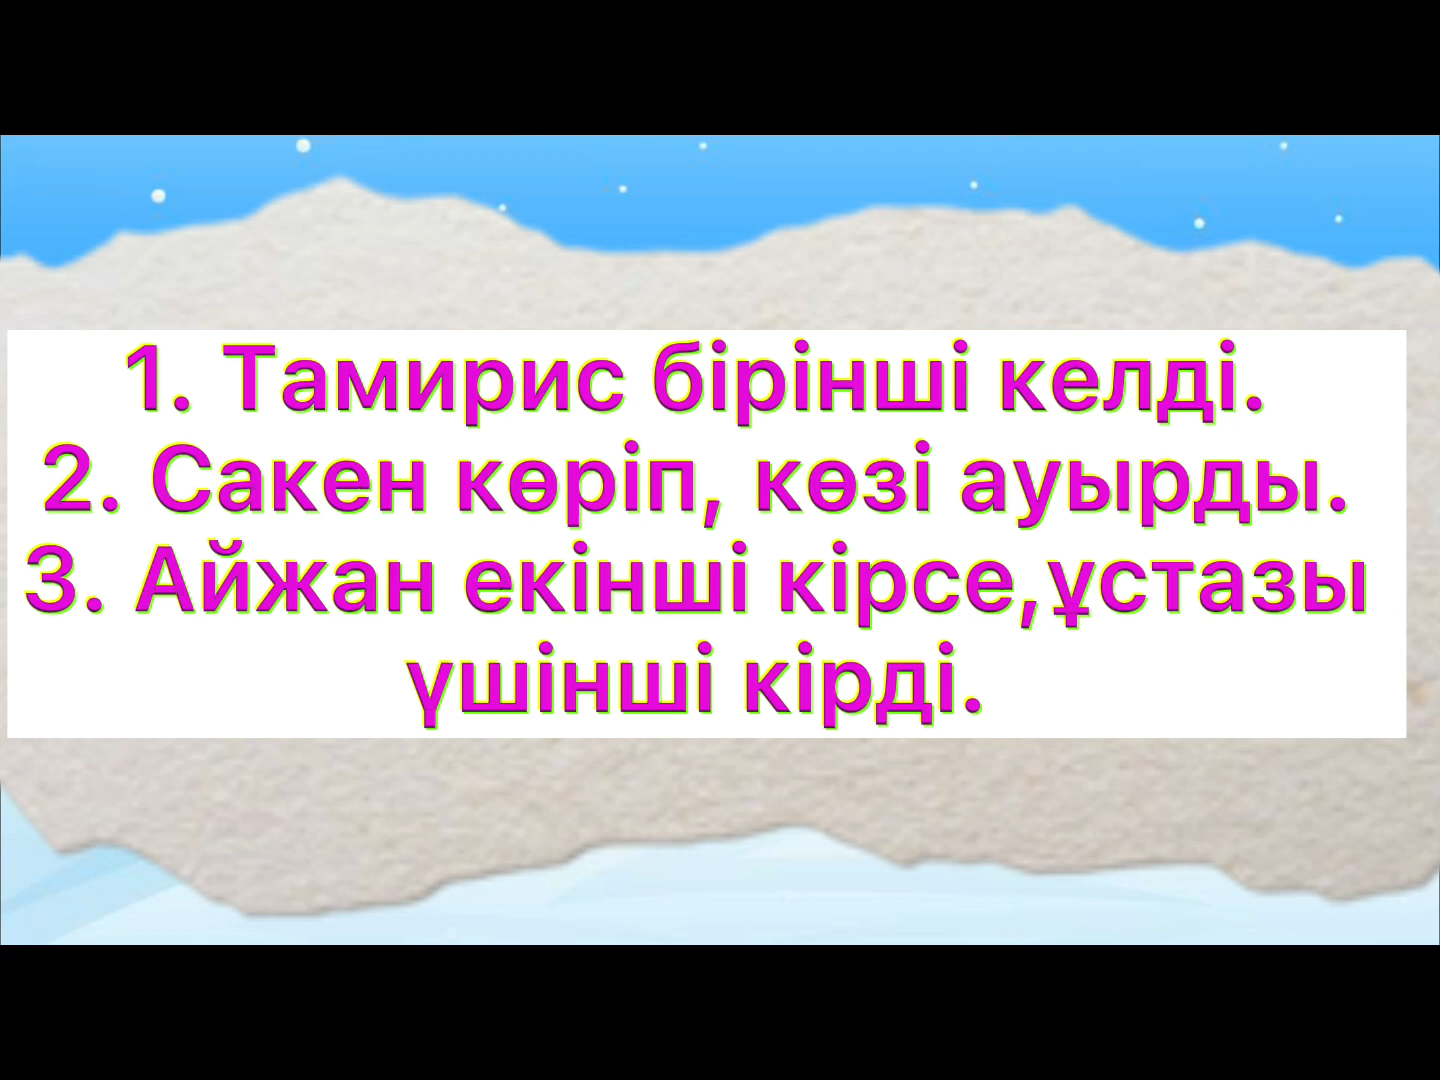 1. Тамирис бірінші келді.
2. Сакен көріп, көзі ауырды.
3. Айжан екінші кірсе,ұстазы
үшінші кірді.